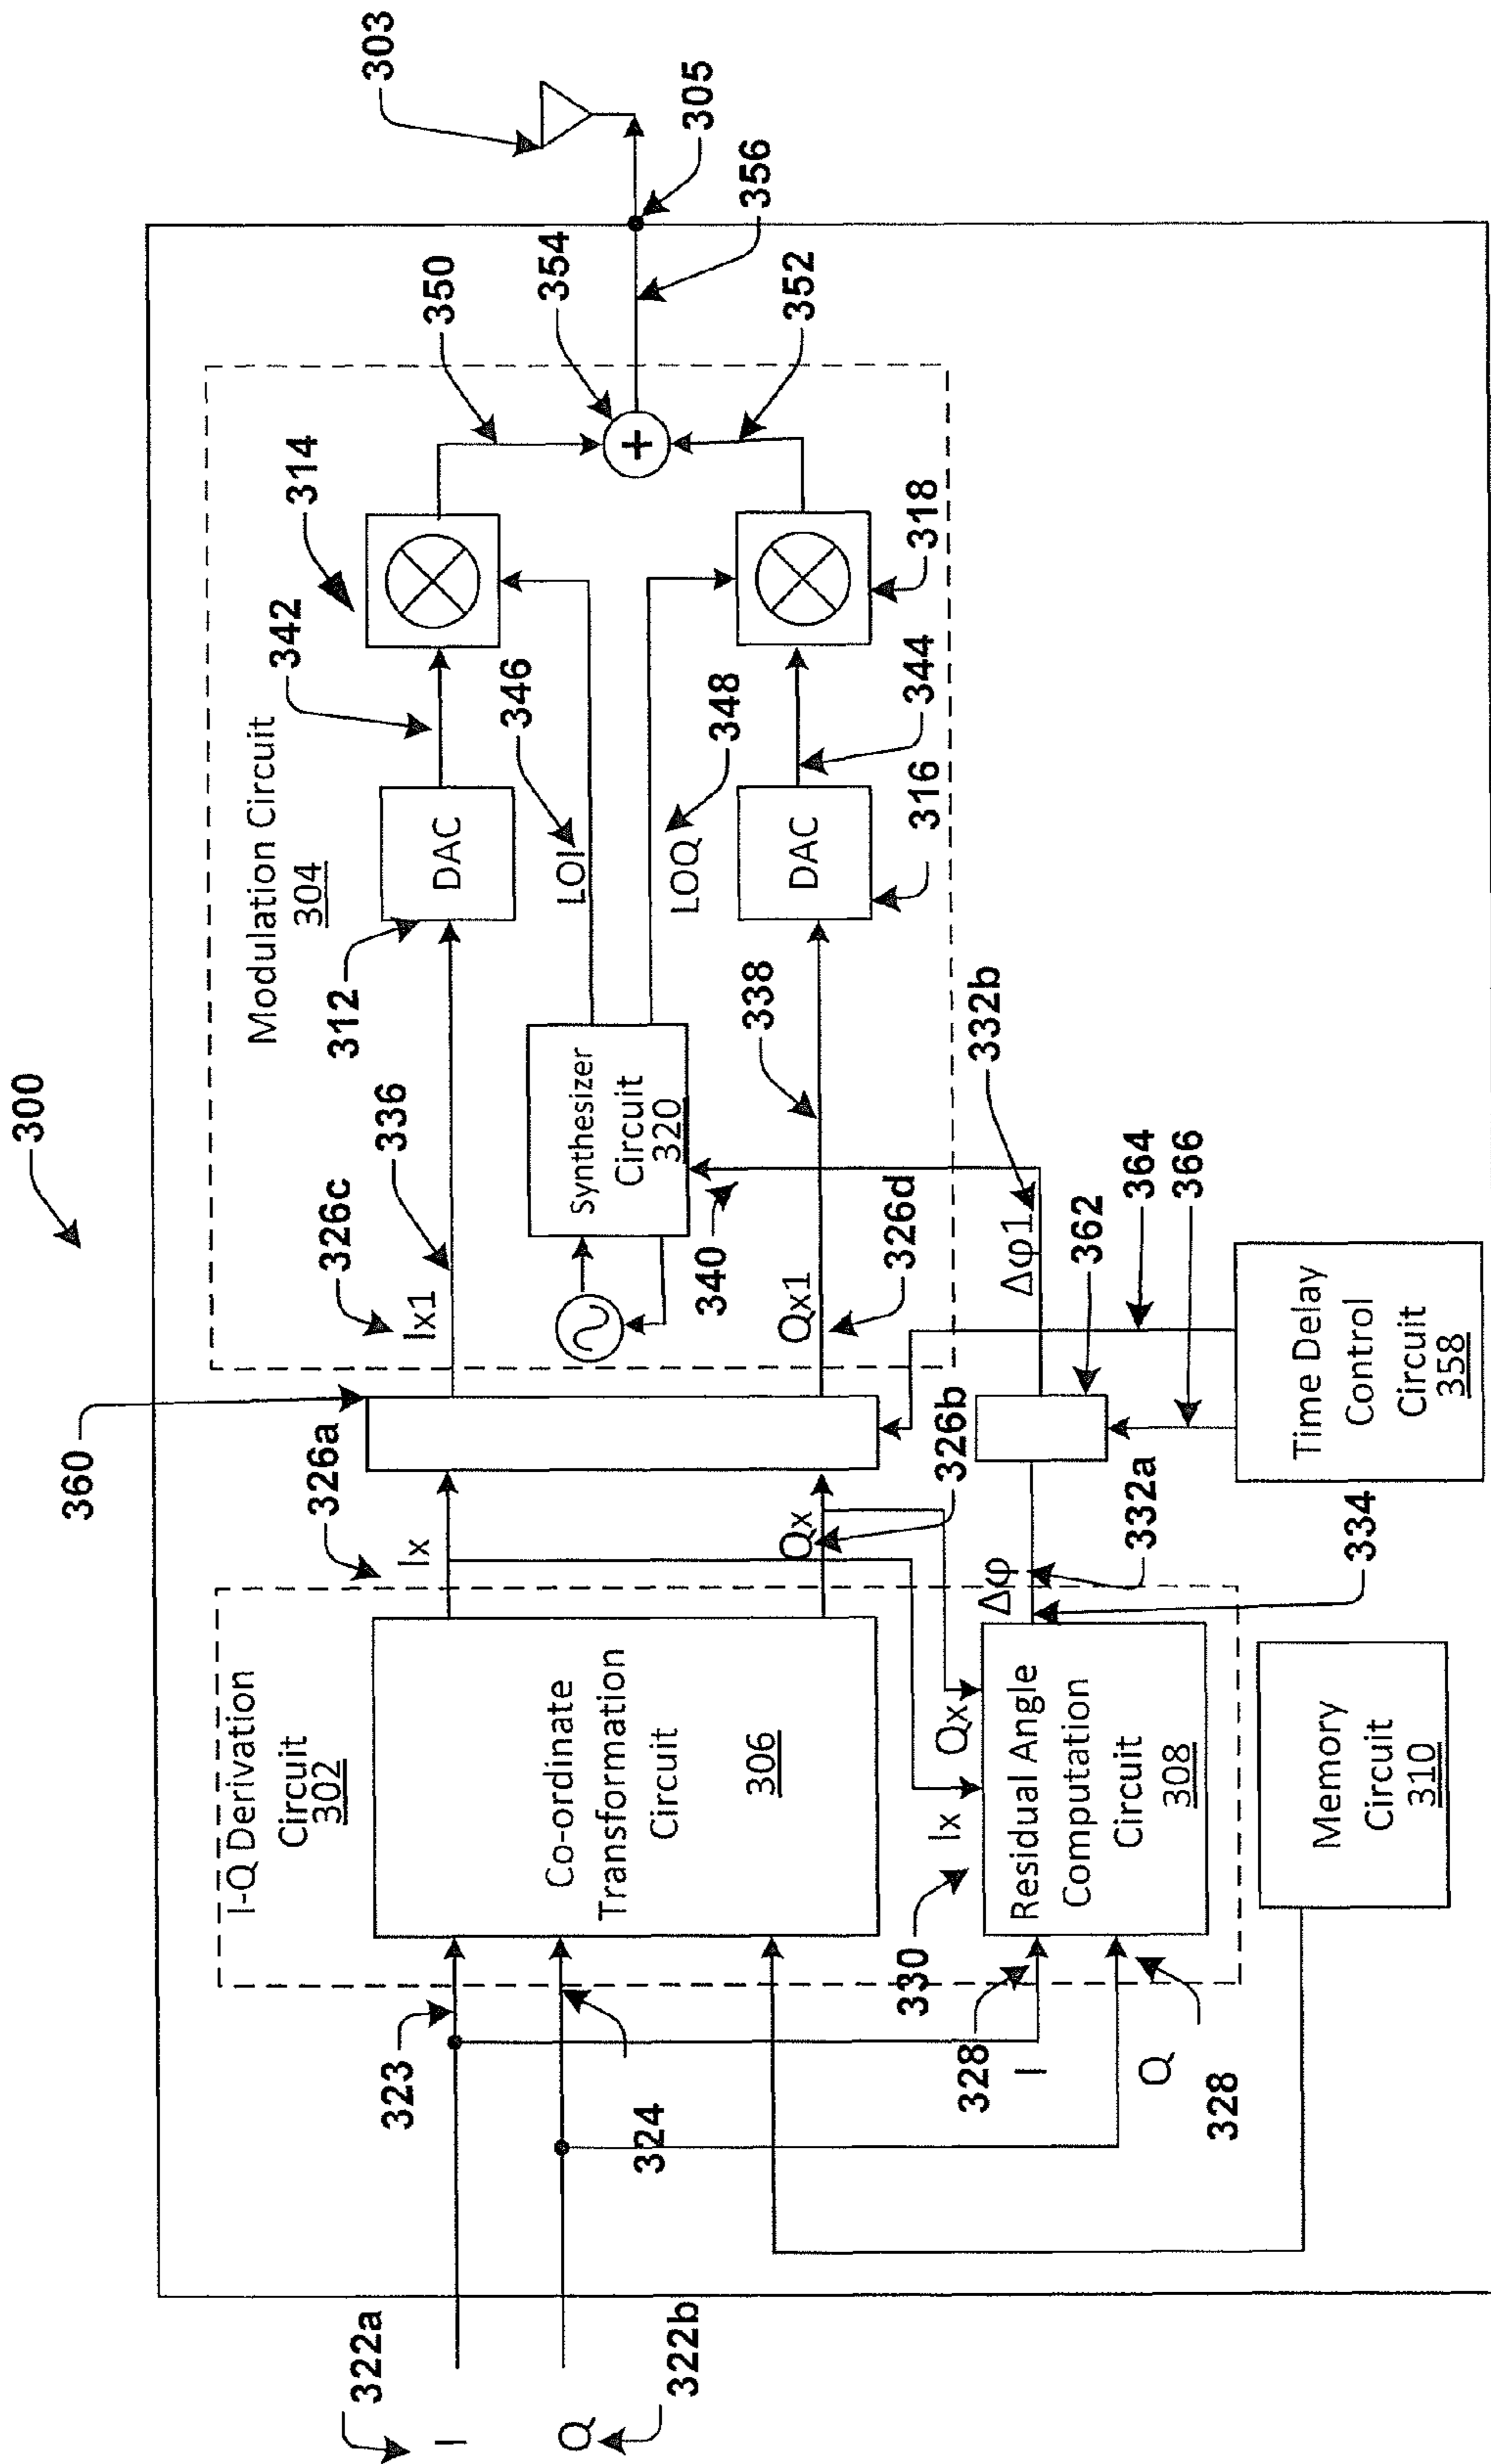 300
360
326a
326c
336
312
Modulation Circuit
304
342
314
350
354
303
305
356
352
318
344
316
346
348
LOI
LOQ
DAC
DAC
Synthesizer
Circuit
320
338
340
332b
326d
Ix1
Qx1
Δφ1
362
364
366
Time Delay
Control
Circuit
358
326b
332a
334
Ix
Qx
Δφ
I-Q Derivation
Circuit
302
Co-ordinate
Transformation
Circuit
306
Ix
Qx
330
Residual Angle
Computation
Circuit
308
Memory
Circuit
310
323
324
328
I
Q
328
322a
I
Q
322b